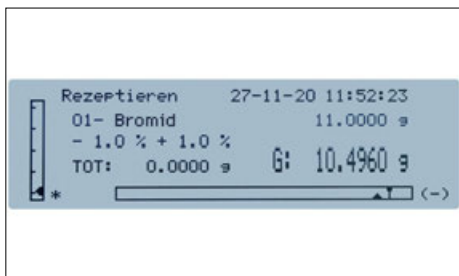 Rezeptieren 27-11-20 11:52:23
01- Bromid 11.0000 g
- 1.0 % + 1.0 %
TOT: 0.0000 g G: 10.4960 g
* (-)